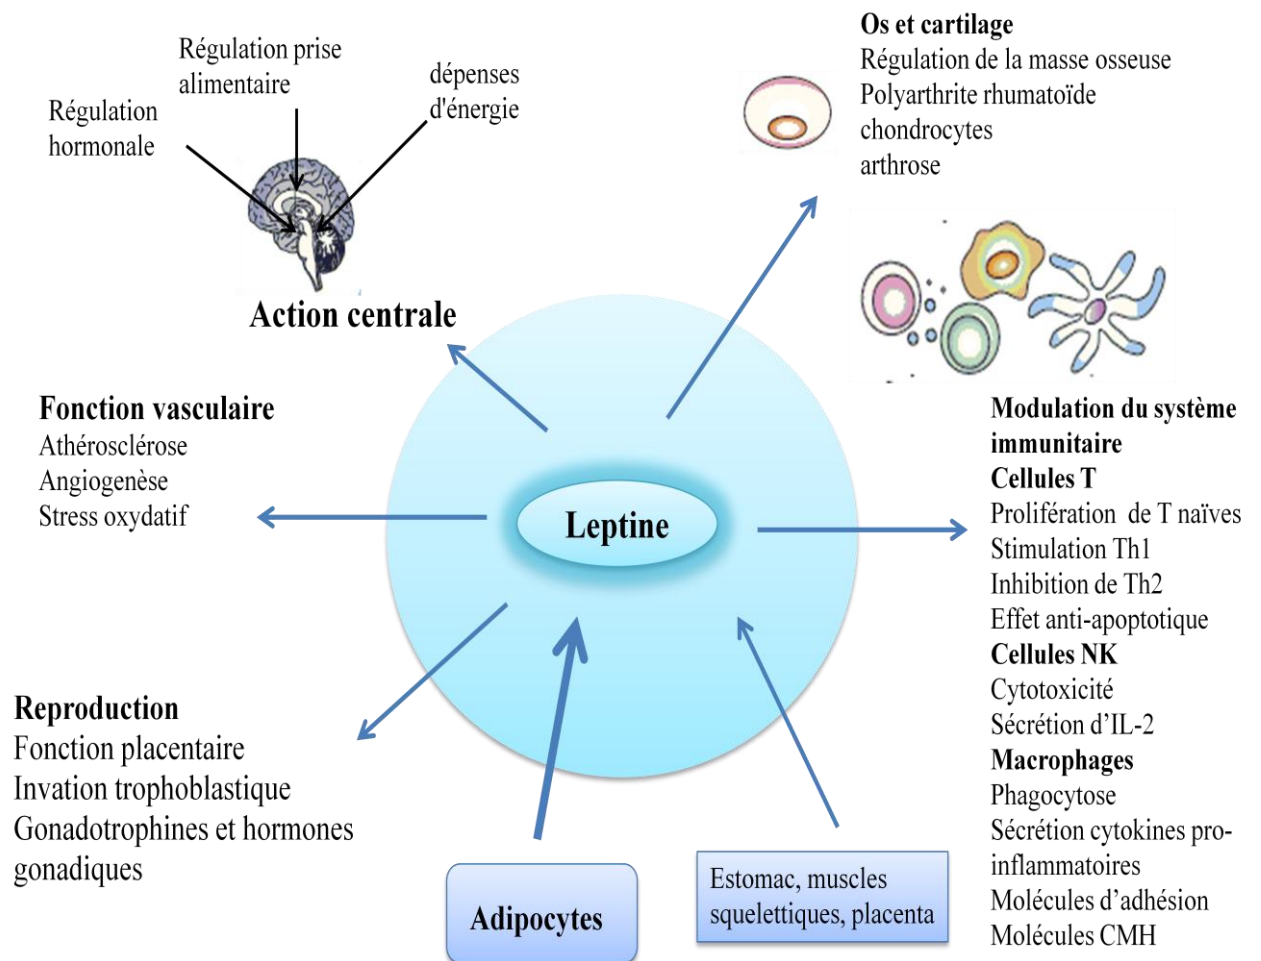 Régulation prise
alimentaire
dépenses
d'énergie
Régulation
hormonale
Action centrale
Os et cartilage
Régulation de la masse osseuse
Polyarthrite rhumatoïde
chondrocytes
arthrose
Fonction vasculaire
Athérosclérose
Angiogenèse
Stress oxydatif
Leptine
Modulation du système
immunitaire
Cellules T
Prolifération de T naïves
Stimulation Th1
Inhibition de Th2
Effet anti-apoptotique
Cellules NK
Cytotoxicité
Sécrétion d’IL-2
Macrophages
Phagocytose
Sécrétion cytokines pro-
inflammatoires
Molécules d’adhésion
Molécules CMH
Reproduction
Fonction placentaire
Invation trophoblastique
Gonadotrophines et hormones
gonadiques
Adipocytes
Estomac, muscles
squelettiques, placenta